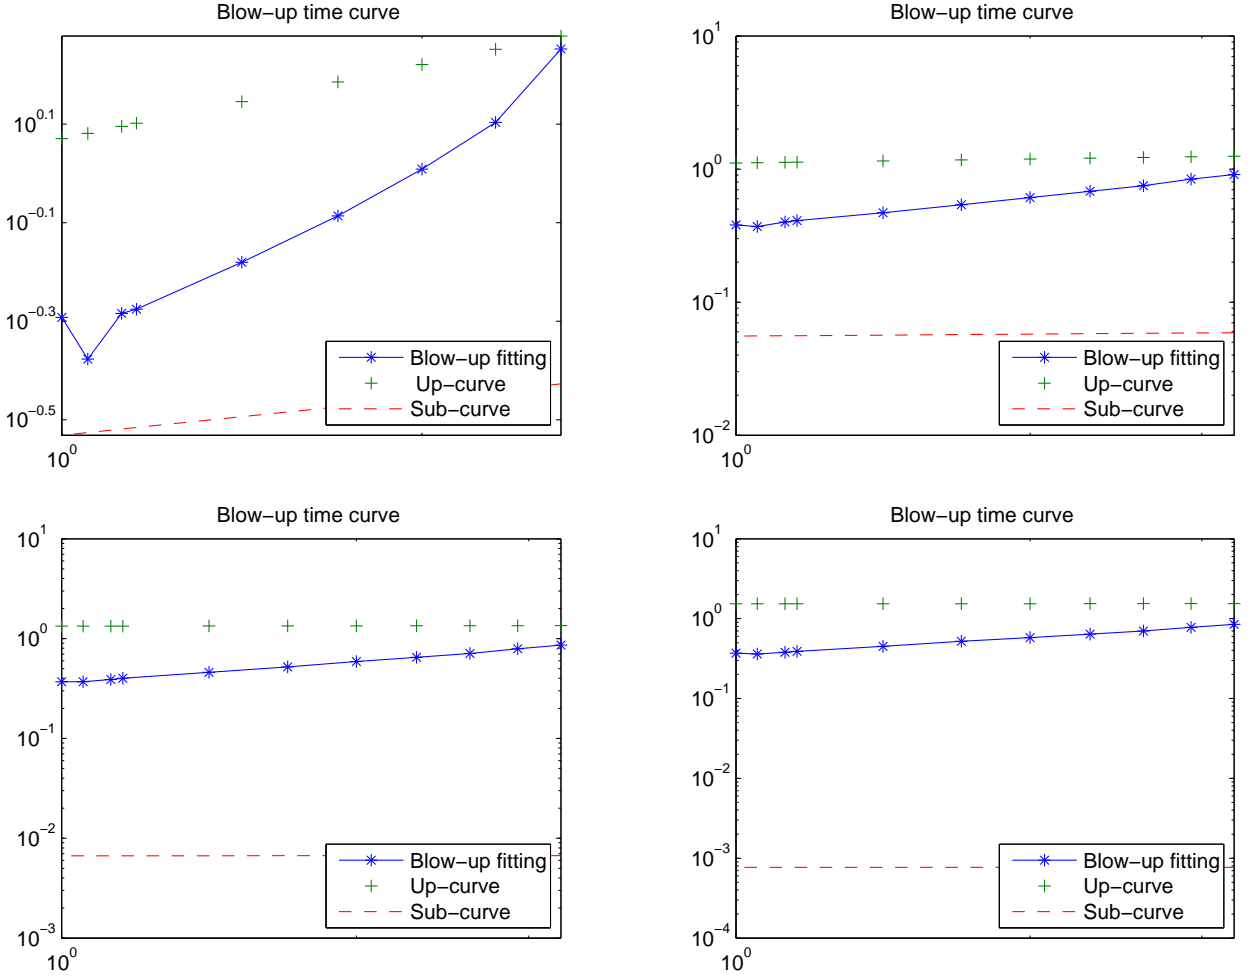 Blow-up time curve
10^0.1
10^-0.1
10^-0.3
10^-0.5
10^0
Blow-up fitting
Up-curve
Sub-curve
Blow-up time curve
10^1
10^0
10^-1
10^-2
10^0
Blow-up fitting
Up-curve
Sub-curve
Blow-up time curve
10^1
10^0
10^-1
10^-2
10^-3
10^0
Blow-up fitting
Up-curve
Sub-curve
Blow-up time curve
10^1
10^0
10^-1
10^-2
10^-3
10^-4
10^0
Blow-up fitting
Up-curve
Sub-curve